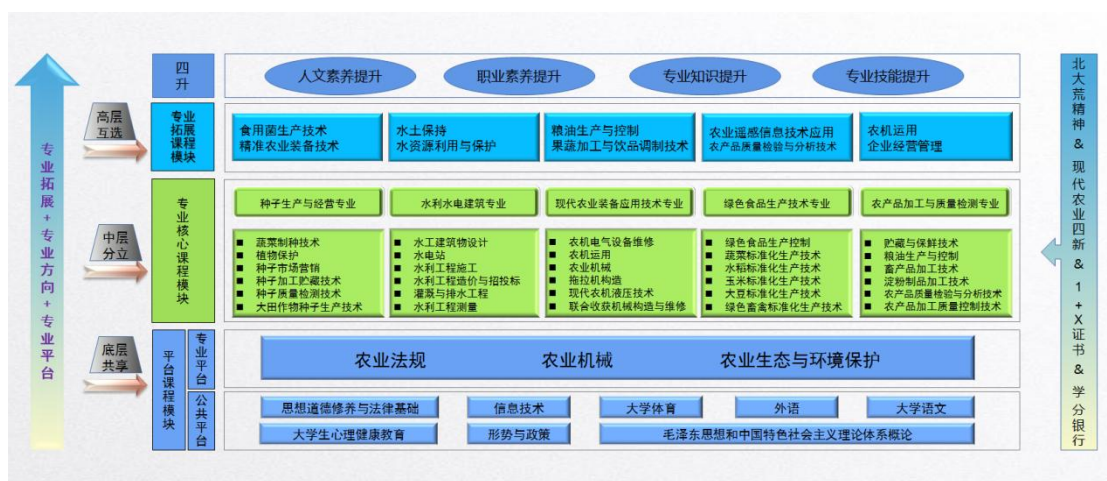 四升
人文素养提升
职业素养提升
专业知识提升
专业技能提升
高层互选
专业拓展课程模块
食用菌生产技术
精准农业装备技术
水土保持
水资源利用与保护
粮油生产与控制
果蔬加工与饮品调制技术
农业遥感信息技术应用
农产品质量检验与分析技术
农机运用
企业经营管理
中层分立
专业核心课程模块
种子生产与经营专业
水利水电建筑专业
现代农业装备应用技术专业
绿色食品生产技术专业
农产品加工与质量检测专业
蔬菜制种技术
植物保护
种子市场营销
种子加工贮藏技术
种子质量检测技术
大田作物种子生产技术
水工建筑物设计
水电站
水利工程施工
水利工程造价与招投标
灌溉与排水工程
水利工程测量
农机电气设备维修
农机运用
农业机械
拖拉机构造
现代农机液压技术
联合收获机械构造与维修
绿色食品生产控制
蔬菜标准化生产技术
水稻标准化生产技术
玉米标准化生产技术
大豆标准化生产技术
绿色畜禽标准化生产技术
贮藏与保鲜技术
粮油生产与控制
畜产品加工技术
淀粉制品加工技术
农产品质量检验与分析技术
农产品加工质量控制技术
底层共享
平台课程模块
专业平台
农业法规
农业机械
农业生态与环境保护
公共平台
思想道德修养与法律基础
信息技术
大学体育
外语
大学语文
大学生心理健康教育
形势与政策
毛泽东思想和中国特色社会主义理论体系概论
专业拓展+专业方向+专业平台
北大荒精神&现代农业四新&1+X证书&学分银行